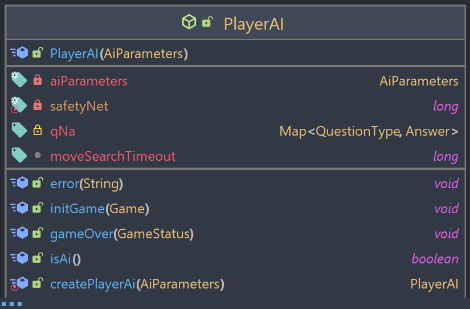 PlayerAI
PlayerAI(AiParameters)
aiParameters AiParameters
safetyNet long
qNa Map<QuestionType, Answer>
moveSearchTimeout long
error(String) void
initGame(Game) void
gameOver(GameStatus) void
isAi() boolean
createPlayerAi(AiParameters) PlayerAI